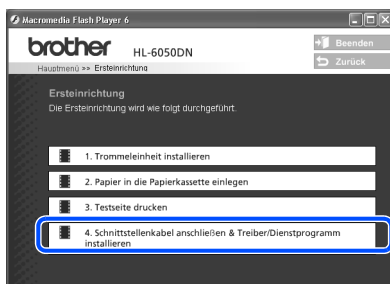 Macromedia Flash Player 6
brother HL-6050DN
Beenden
Hauptmenü >> Ersteinrichtung
Zurück
Ersteinrichtung
Die Ersteinrichtung wird wie folgt durchgeführt.
1. Trommeleinheit installieren
2. Papier in die Papierkassette einlegen
3. Testseite drucken
4. Schnittstellenkabel anschließen & Treiber/Dienstprogramm
installieren